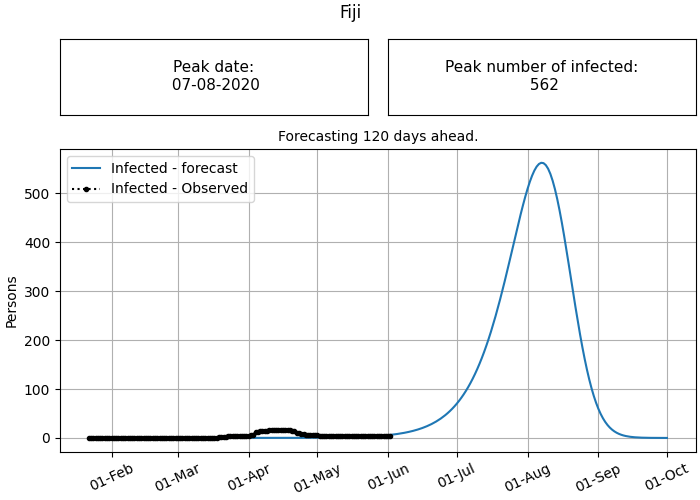 Fiji
Peak date:
07-08-2020
Peak number of infected:
562
Forecasting 120 days ahead.
Infected - forecast
Infected - Observed
Persons
500
400
300
200
100
0
01-Feb
01-Mar
01-Apr
01-May
01-Jun
01-Jul
01-Aug
01-Sep
01-Oct